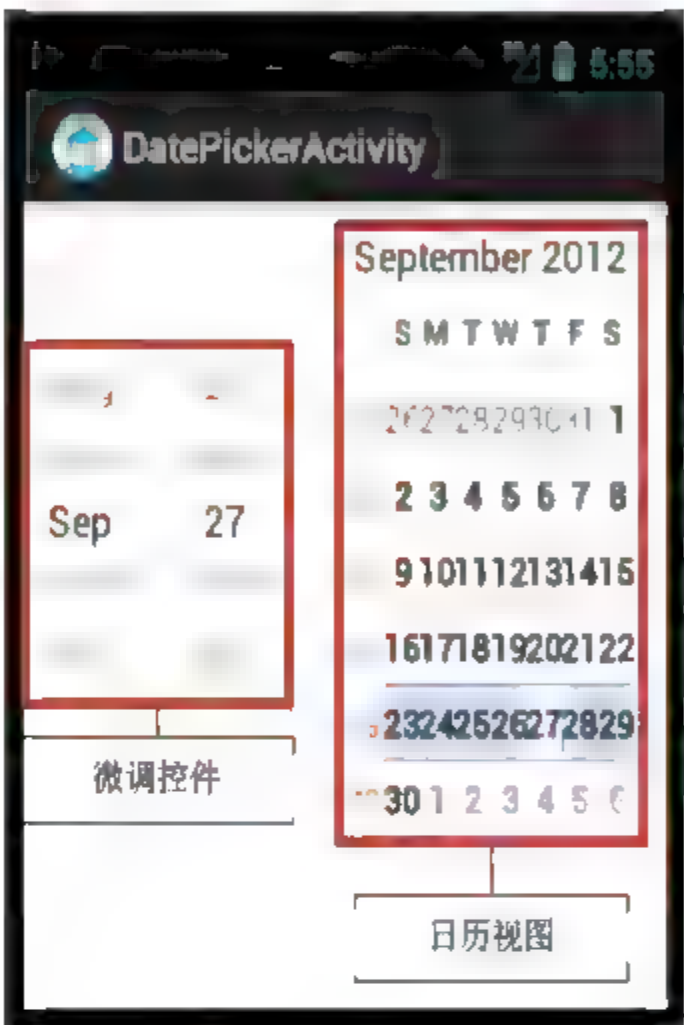 5:55
DatePickerActivity
September 2012
S M T W T F S
1
2 3 4 5 6 7 8
9 10 11 12 13 14 15
16 17 18 19 20 21 22
23 24 25 26 27 28 29
30 1 2 3 4 5
Sep 27
微调控件
日历视图